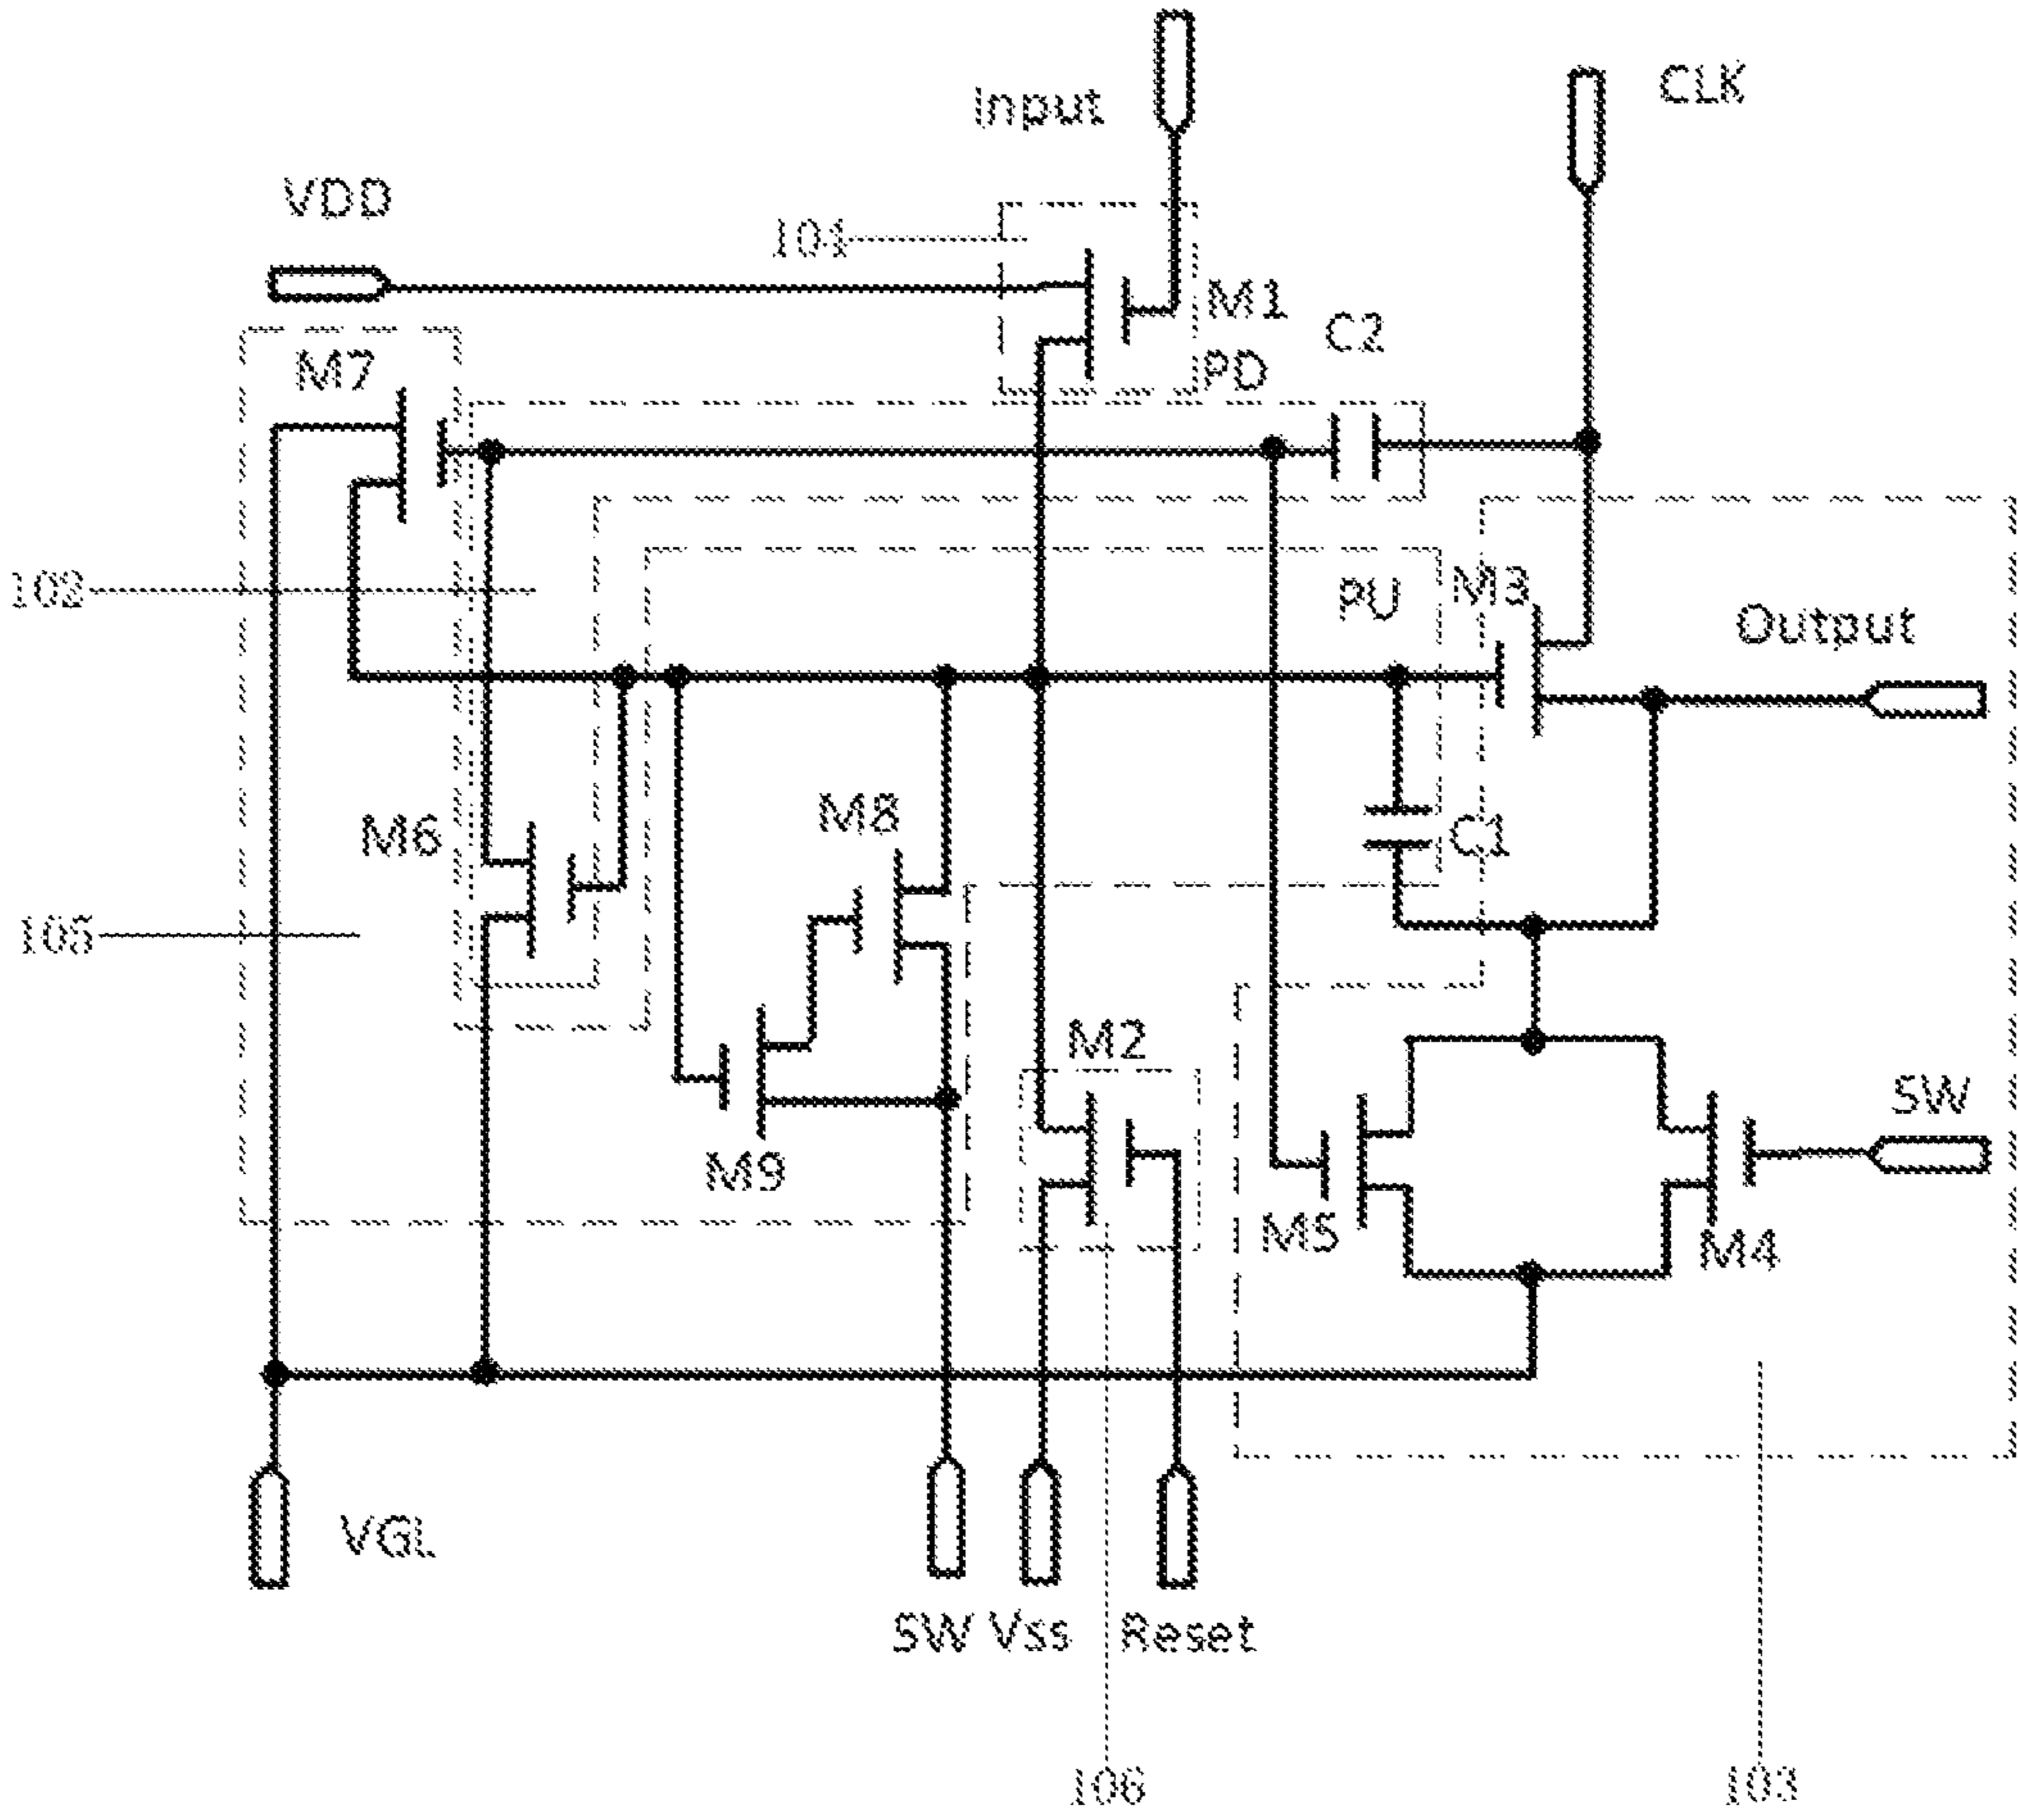 Input
CLK
VDD
101
M1
C2
M7
PD
102
PU
M3
Output
M8
M6
C1
105
M2
SW
M9
M5
M4
VGL
SW Vss Reset
106
103